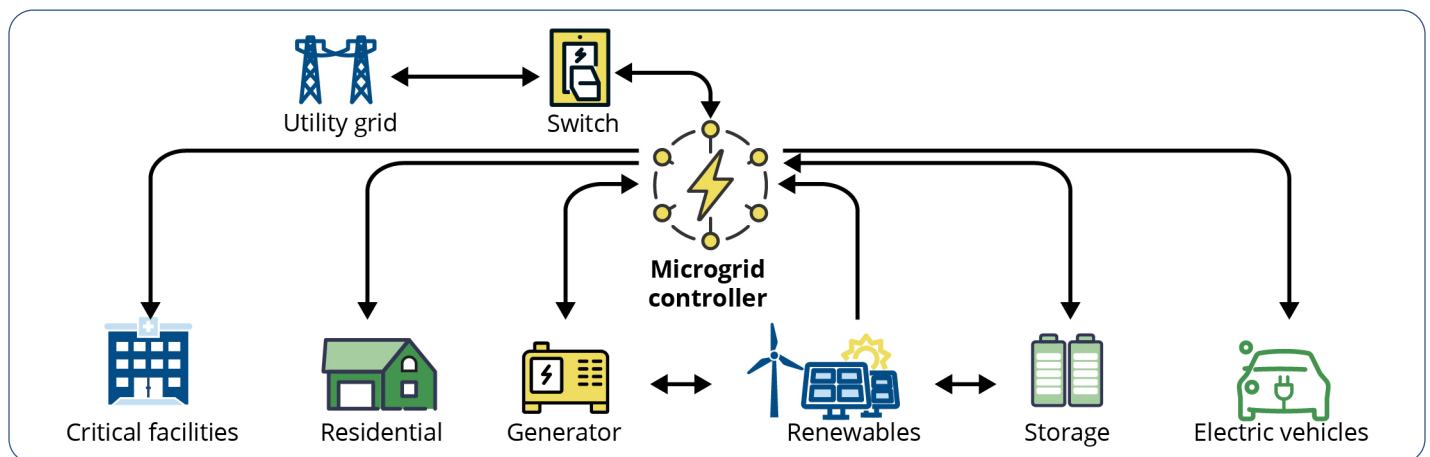 Utility grid
Switch
Microgrid
controller
Critical facilities
Residential
Generator
Renewables
Storage
Electric vehicles